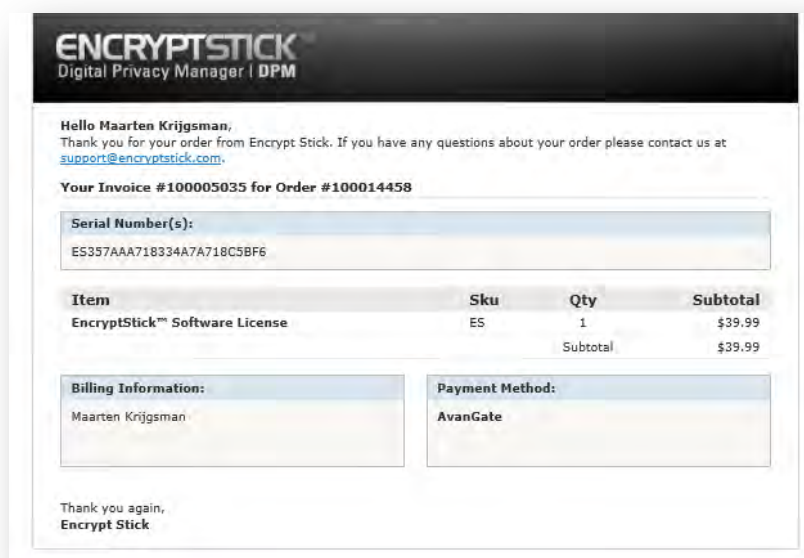 ENCRYPTSTICK™
Digital Privacy Manager | DPM
Hello Maarten Krijgsman,
Thank you for your order from Encrypt Stick. If you have any questions about your order please contact us at
support@encryptstick.com.
Your Invoice #100005035 for Order #100014458
Serial Number(s):
ES357AAA718334A7A718C5BF6
Item Sku Qty Subtotal
EncryptStick™ Software License ES 1 $39.99
Subtotal $39.99
Billing Information: Payment Method:
Maarten Krijgsman AvanGate
Thank you again,
Encrypt Stick